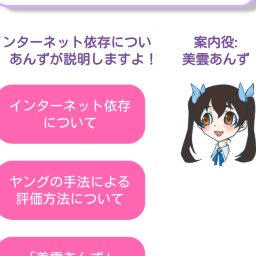 ンターネット依存につい
あんずが説明しますよ！
案内役:
美雲あんず
インターネット依存
について
ヤングの手法による
評価方法について
「美雲あんず」